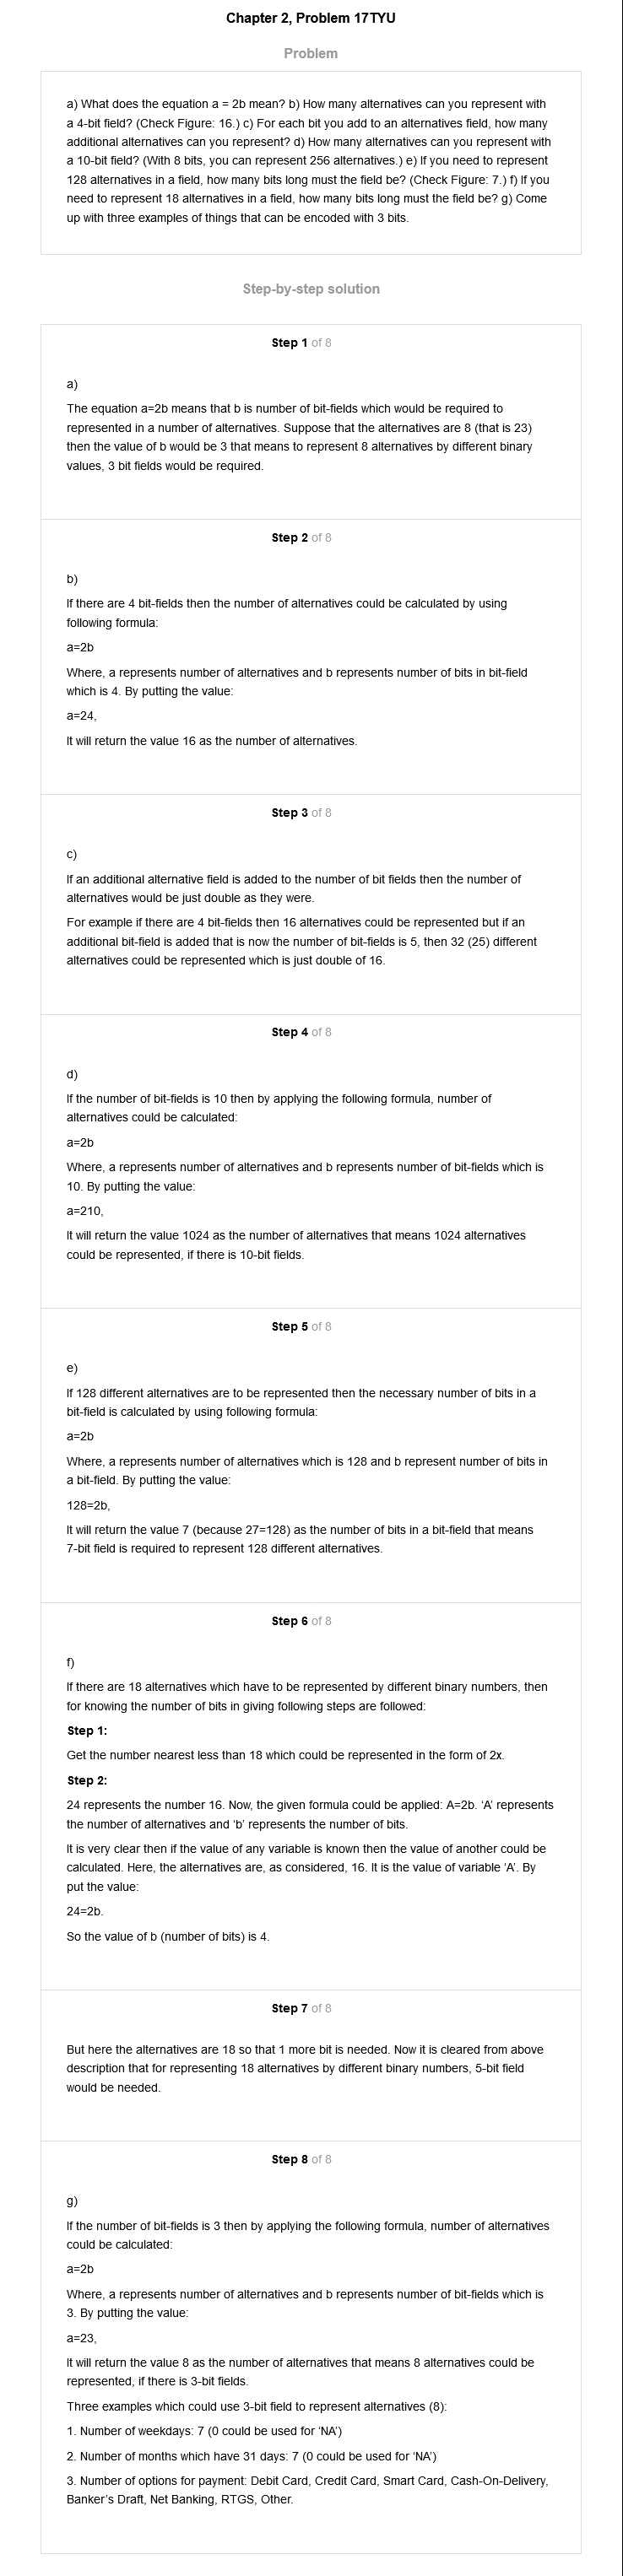 Chapter 2, Problem 17TYU
Problem
a) What does the equation a = 2b mean? b) How many alternatives can you represent with
a 4-bit field? (Check Figure: 16.) c) For each bit you add to an alternatives field, how many
additional alternatives can you represent? d) How many alternatives can you represent with
a 10-bit field? (With 8 bits, you can represent 256 alternatives.) e) If you need to represent
128 alternatives in a field, how many bits long must the field be? (Check Figure: 7.) f) If you
need to represent 18 alternatives in a field, how many bits long must the field be? g) Come
up with three examples of things that can be encoded with 3 bits.
Step-by-step solution
Step 1 of 8
a)
The equation a=2b means that b is number of bit-fields which would be required to
represented in a number of alternatives. Suppose that the alternatives are 8 (that is 23)
then the value of b would be 3 that means to represent 8 alternatives by different binary
values, 3 bit fields would be required.
Step 2 of 8
b)
If there are 4 bit-fields then the number of alternatives could be calculated by using
following formula:
a=2b
Where, a represents number of alternatives and b represents number of bits in bit-field
which is 4. By putting the value:
a=24,
It will return the value 16 as the number of alternatives.
Step 3 of 8
c)
If an additional alternative field is added to the number of bit fields then the number of
alternatives would be just double as they were.
For example if there are 4 bit-fields then 16 alternatives could be represented but if an
additional bit-field is added that is now the number of bit-fields is 5, then 32 (25) different
alternatives could be represented which is just double of 16.
Step 4 of 8
d)
If the number of bit-fields is 10 then by applying the following formula, number of
alternatives could be calculated:
a=2b
Where, a represents number of alternatives and b represents number of bit-fields which is
10. By putting the value:
a=210,
It will return the value 1024 as the number of alternatives that means 1024 alternatives
could be represented, if there is 10-bit fields.
Step 5 of 8
e)
If 128 different alternatives are to be represented then the necessary number of bits in a
bit-field is calculated by using following formula:
a=2b
Where, a represents number of alternatives which is 128 and b represent number of bits in
a bit-field. By putting the value:
128=2b,
It will return the value 7 (because 27=128) as the number of bits in a bit-field that means
7-bit field is required to represent 128 different alternatives.
Step 6 of 8
f)
If there are 18 alternatives which have to be represented by different binary numbers, then
for knowing the number of bits in giving following steps are followed:
Step 1:
Get the number nearest less than 18 which could be represented in the form of 2x.
Step 2:
24 represents the number 16. Now, the given formula could be applied: A=2b. ‘A’ represents
the number of alternatives and ‘b’ represents the number of bits.
It is very clear then if the value of any variable is known then the value of another could be
calculated. Here, the alternatives are, as considered, 16. It is the value of variable ‘A’. By
put the value:
24=2b.
So the value of b (number of bits) is 4.
Step 7 of 8
But here the alternatives are 18 so that 1 more bit is needed. Now it is cleared from above
description that for representing 18 alternatives by different binary numbers, 5-bit field
would be needed.
Step 8 of 8
g)
If the number of bit-fields is 3 then by applying the following formula, number of alternatives
could be calculated:
a=2b
Where, a represents number of alternatives and b represents number of bit-fields which is
3. By putting the value:
a=23,
It will return the value 8 as the number of alternatives that means 8 alternatives could be
represented, if there is 3-bit fields.
Three examples which could use 3-bit field to represent alternatives (8):
1. Number of weekdays: 7 (0 could be used for ‘NA’)
2. Number of months which have 31 days: 7 (0 could be used for ‘NA’)
3. Number of options for payment: Debit Card, Credit Card, Smart Card, Cash-On-Delivery,
Banker’s Draft, Net Banking, RTGS, Other.